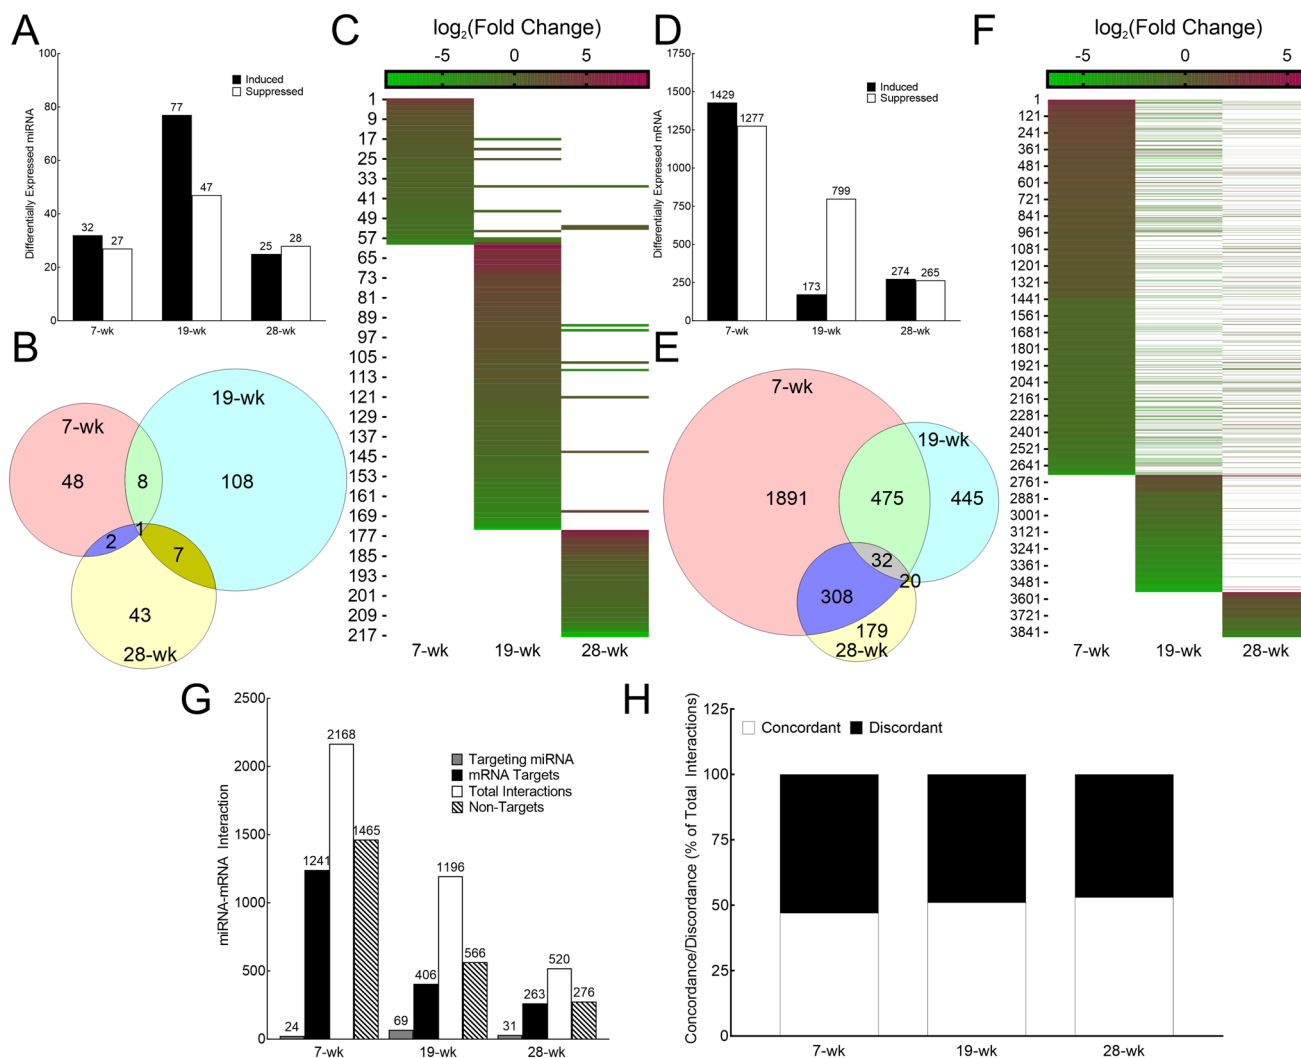 A
100
80
60
40
20
0
Differentially Expressed miRNA
Induced
Suppressed
32
27
77
47
25
28
7-wk
19-wk
28-wk
B
7-wk
19-wk
28-wk
48
8
108
1
2
7
43
C
log2(Fold Change)
-5
0
5
1
9
17
25
33
41
49
57
65
73
81
89
97
105
113
121
129
137
145
153
161
169
177
185
193
201
209
217
7-wk
19-wk
28-wk
D
1750
1500
1250
1000
750
500
250
0
Differentially Expressed mRNA
Induced
Suppressed
1429
1277
173
799
274
265
7-wk
19-wk
28-wk
E
7-wk
19-wk
28-wk
1891
475
445
32
20
308
179
F
log2(Fold Change)
-5
0
5
1
121
241
361
481
601
721
841
961
1081
1201
1321
1441
1561
1681
1801
1921
2041
2161
2281
2401
2521
2641
2761
2881
3001
3121
3241
3361
3481
3601
3721
3841
7-wk
19-wk
28-wk
G
2500
2000
1500
1000
500
0
miRNA-mRNA Interaction
Targeting miRNA
mRNA Targets
Total Interactions
Non-Targets
24
1241
2168
1465
69
406
1196
566
31
263
520
276
7-wk
19-wk
28-wk
H
125
100
75
50
25
0
Concordance/Discordance (% of Total Interactions)
Concordant
Discordant
7-wk
19-wk
28-wk